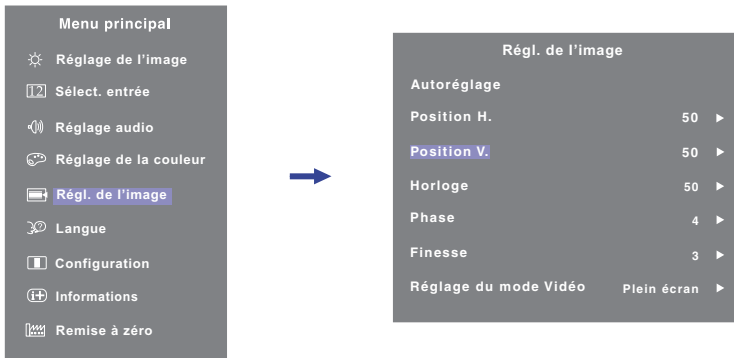 Menu principal
Réglage de l'image
12 Sélect. entrée
Réglage audio
Réglage de la couleur
Régl. de l'image
Langue
Configuration
i+ Informations
Remise à zéro
Régl. de l'image
Autoréglage
Position H. 50
Position V. 50
Horloge 50
Phase 4
Finesse 3
Réglage du mode Vidéo Plein écran